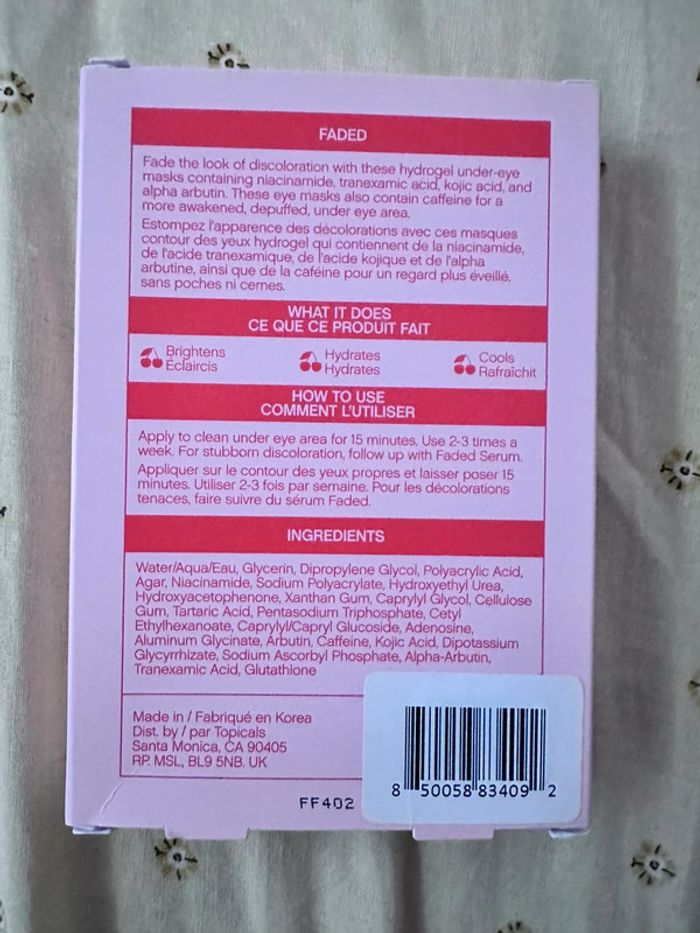 FADED
Fade the look of discoloration with these hydrogel under-eye
masks containing niacinamide, tranexamic acid, kojic acid, and
alpha arbutin. These eye masks also contain caffeine for a
more awakened, depuffed, under eye area.
Estompez l'apparence des décolorations avec ces masques
contour des yeux hydrogel qui contiennent de la niacinamide,
de l'acide tranexamique, de l'acide kojique et de l'alpha
arbutine, ainsi que de la caféine pour un regard plus éveillé,
sans poches ni cernes.
WHAT IT DOES
CE QUE CE PRODUIT FAIT
Brightens
Éclaircis
Hydrates
Hydrates
Cools
Rafraîchit
HOW TO USE
COMMENT L'UTILISER
Apply to clean under eye area for 15 minutes. Use 2-3 times a
week. For stubborn discoloration, follow up with Faded Serum.
Appliquer sur le contour des yeux propres et laisser poser 15
minutes. Utiliser 2-3 fois par semaine. Pour les décolorations
tenaces, faire suivre du sérum Faded.
INGREDIENTS
Water/Aqua/Eau, Glycerin, Dipropylene Glycol, Polyacrylic Acid,
Agar, Niacinamide, Sodium Polyacrylate, Hydroxyethyl Urea,
Hydroxyacetophenone, Xanthan Gum, Caprylyl Glycol, Cellulose
Gum, Tartaric Acid, Pentasodium Triphosphate, Cetyl
Ethylhexanoate, Caprylyl/Capryl Glucoside, Adenosine,
Aluminum Glycinate, Arbutin, Caffeine, Kojic Acid, Dipotassium
Glycyrrhizate, Sodium Ascorbyl Phosphate, Alpha-Arbutin,
Tranexamic Acid, Glutathione
Made in / Fabriqué en Korea
Dist. by / par Topicals
Santa Monica, CA 90405
RP. MSL, BL9 5NB. UK
FF402
8 50058 83409 2